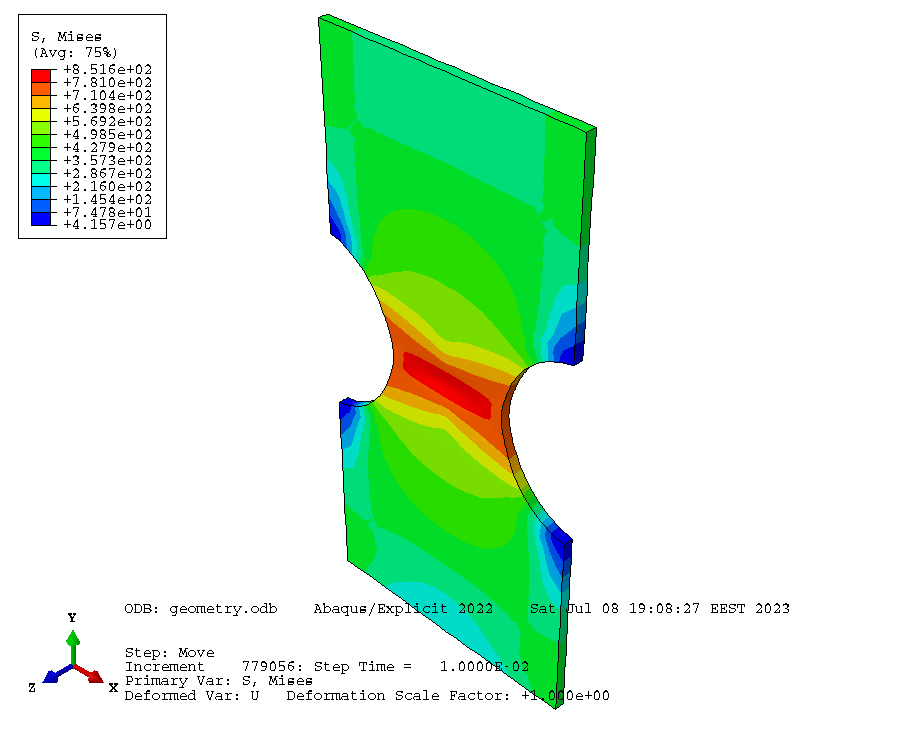 S, Mises
(Avg: 75%)
+8.516e+02
+7.810e+02
+7.104e+02
+6.398e+02
+5.692e+02
+4.985e+02
+4.279e+02
+3.573e+02
+2.867e+02
+2.160e+02
+1.454e+02
+7.478e+01
+4.157e+00
ODB: geometry.odb    Abaqus/Explicit 2022    Sat Jul 08 19:08:27 EEST 2023
Y
Z
X
Step: Move
Increment    779056: Step Time =    1.0000E-02
Primary Var: S, Mises
Deformed Var: U   Deformation Scale Factor: +1.000e+00